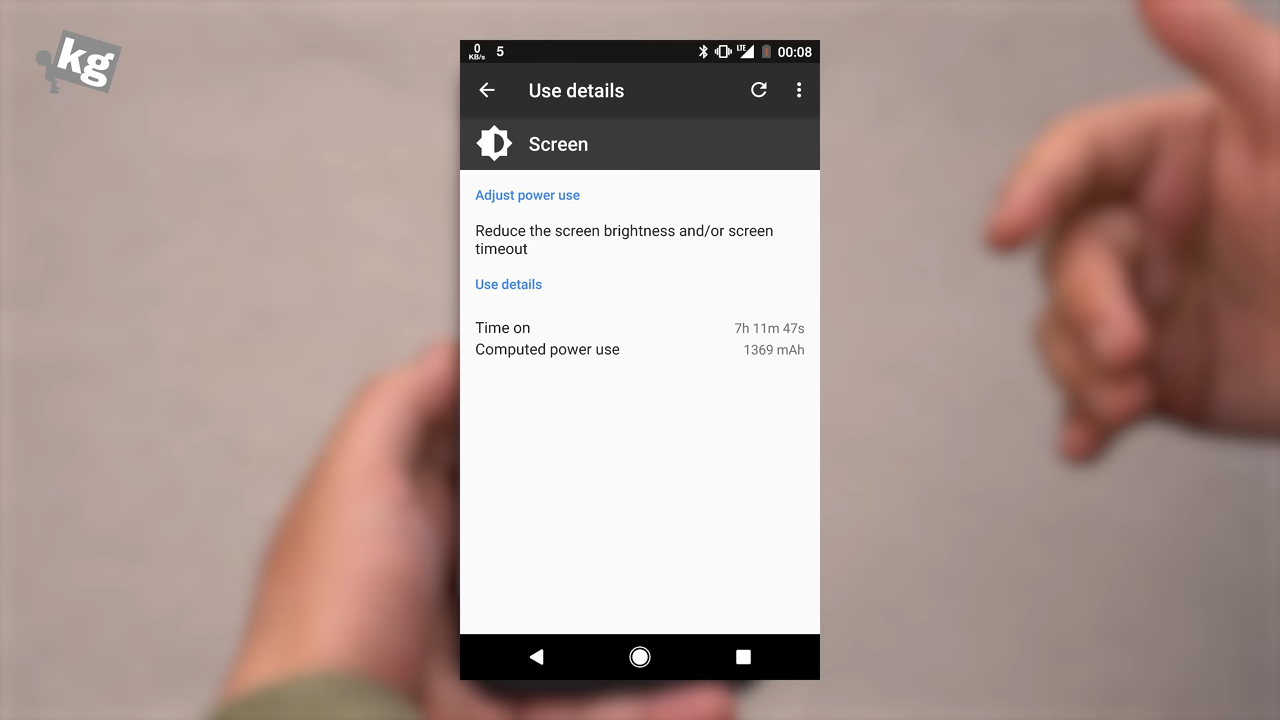 kg
0
KB/s
5
LTE
00:08
Use details
Screen
Adjust power use
Reduce the screen brightness and/or screen
timeout
Use details
Time on 7h 11m 47s
Computed power use 1369 mAh